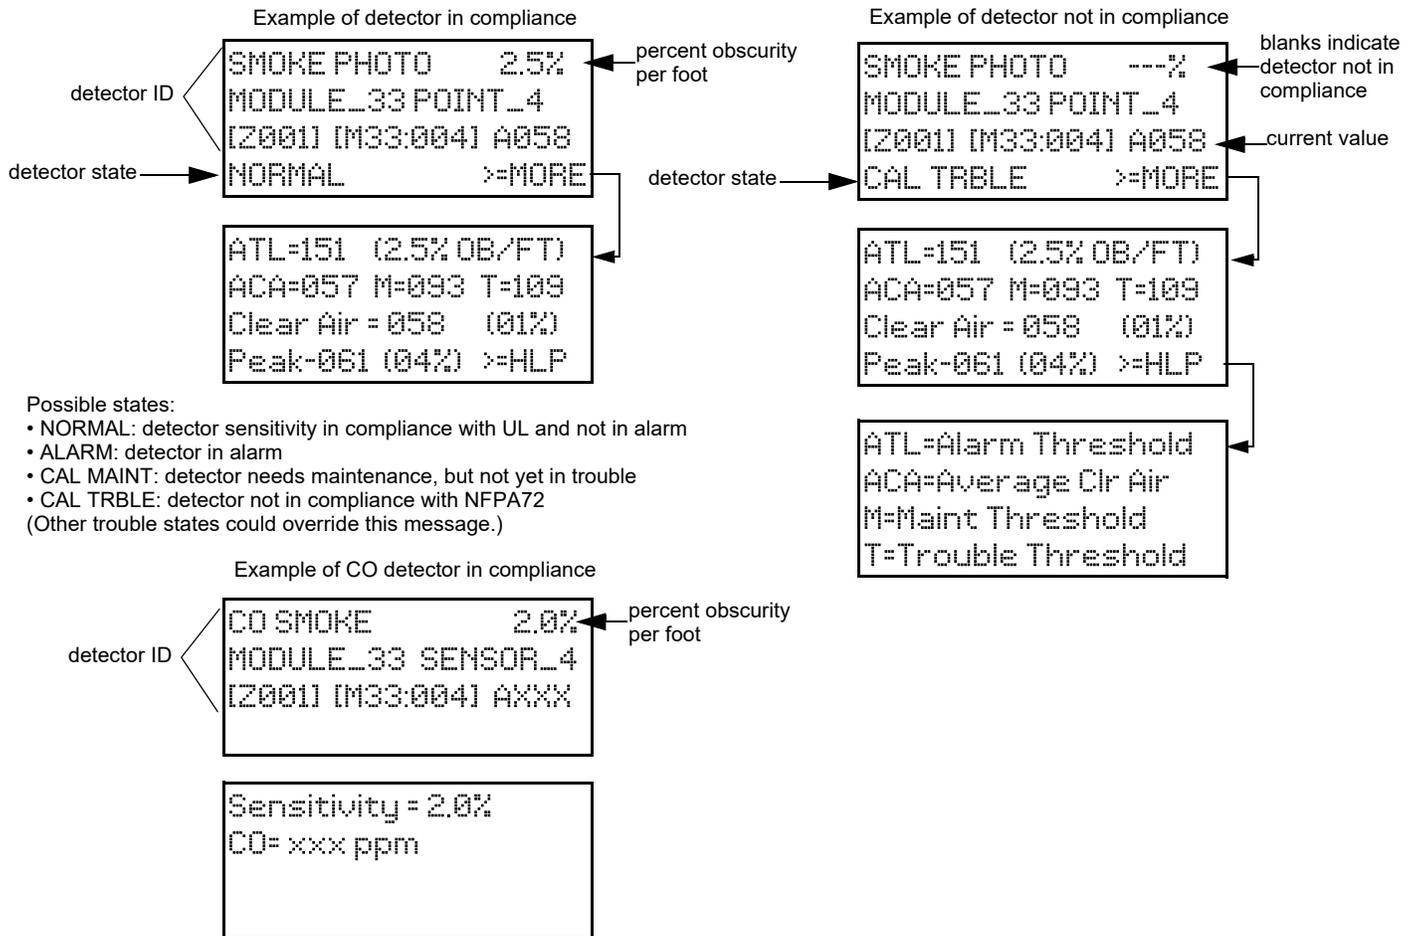 Example of detector in compliance
SMOKE PHOTO 2.5%
MODULE_33 POINT_4
[Z001] [M33:004] A058
NORMAL >=MORE
percent obscurity
per foot
detector ID
detector state
ATL=151 (2.5% OB/FT)
ACA=057 M=093 T=109
Clear Air = 058 (01%)
Peak-061 (04%) >=HLP
Example of detector not in compliance
SMOKE PHOTO ---%
MODULE_33 POINT_4
[Z001] [M33:004] A058
CAL TRBLE >=MORE
blanks indicate
detector not in
compliance
current value
detector state
ATL=151 (2.5% OB/FT)
ACA=057 M=093 T=109
Clear Air = 058 (01%)
Peak-061 (04%) >=HLP
ATL=Alarm Threshold
ACA=Average Clr Air
M=Maint Threshold
T=Trouble Threshold
Possible states:
• NORMAL: detector sensitivity in compliance with UL and not in alarm
• ALARM: detector in alarm
• CAL MAINT: detector needs maintenance, but not yet in trouble
• CAL TRBLE: detector not in compliance with NFPA72
(Other trouble states could override this message.)
Example of CO detector in compliance
CO SMOKE 2.0%
MODULE_33 SENSOR_4
[Z001] [M33:004] AXXX
percent obscurity
per foot
detector ID
Sensitivity = 2.0%
CO= xxx ppm